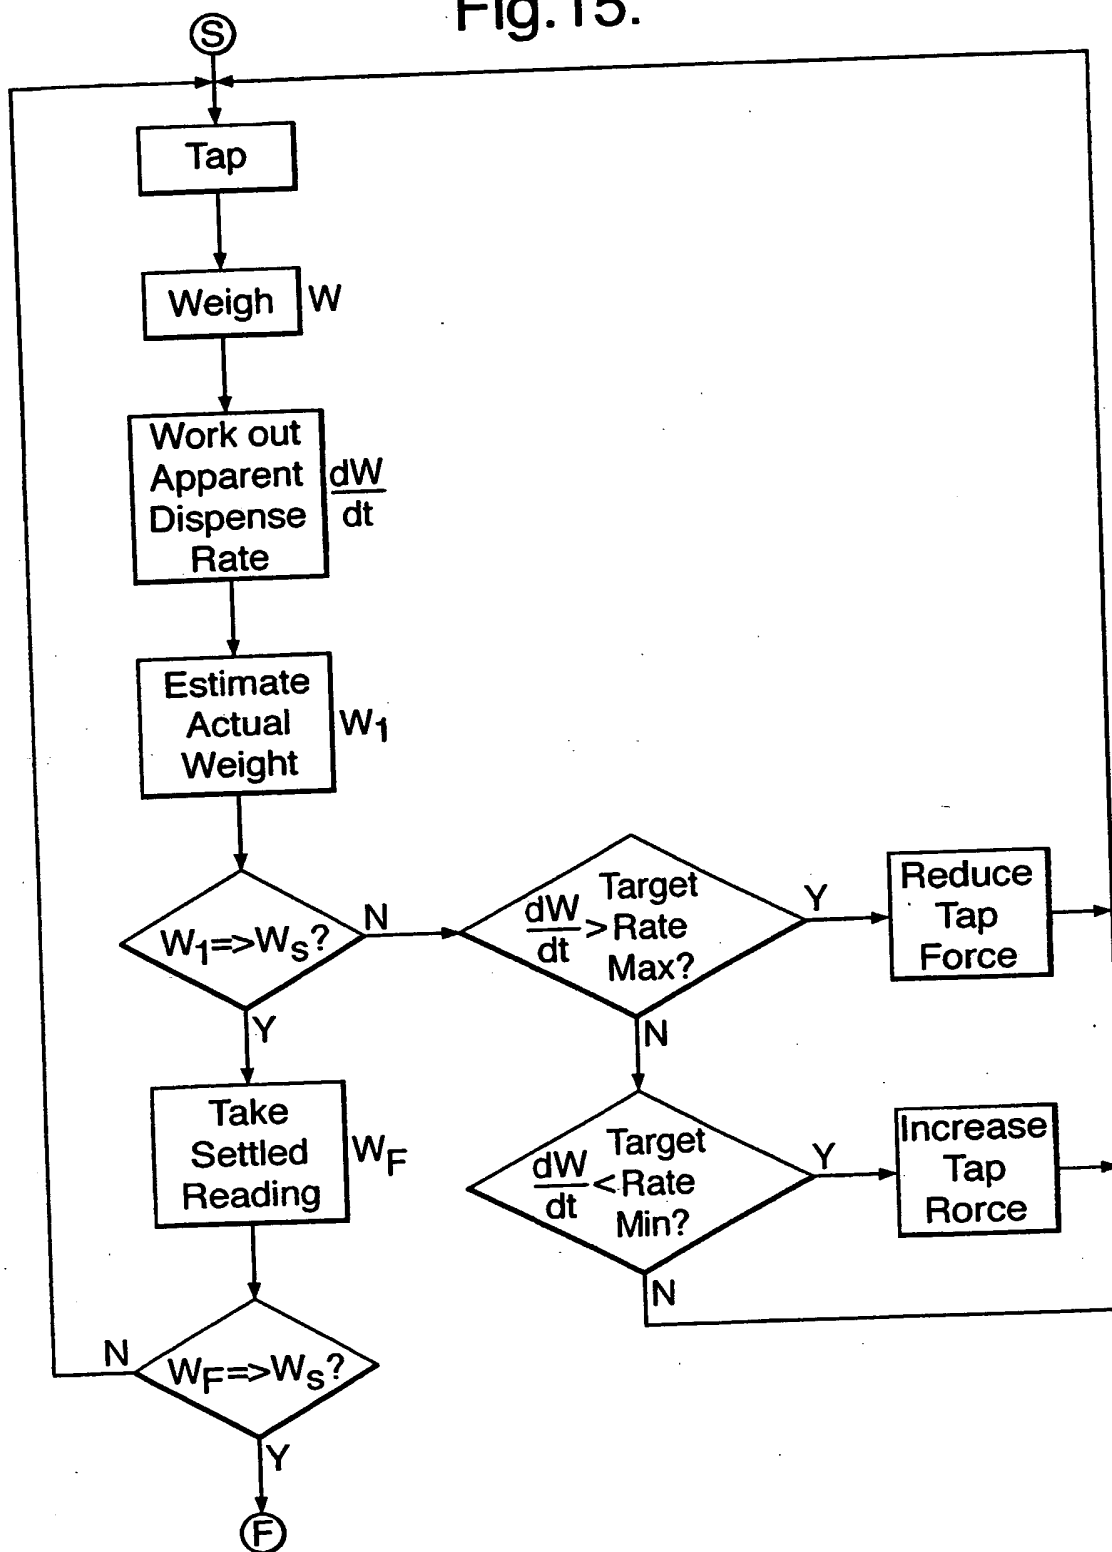 Fig.15.
S
Tap
Weigh
W
Work out
Apparent
Dispense
Rate
dW
dt
Estimate
Actual
Weight
W1
W1=>WS?
N
Y
dW
dt
>
Target
Rate
Max?
Y
N
Reduce
Tap
Force
Take
Settled
Reading
WF
dW
dt
<
Target
Rate
Min?
Y
N
Increase
Tap
Rorce
WF=>WS?
N
Y
F